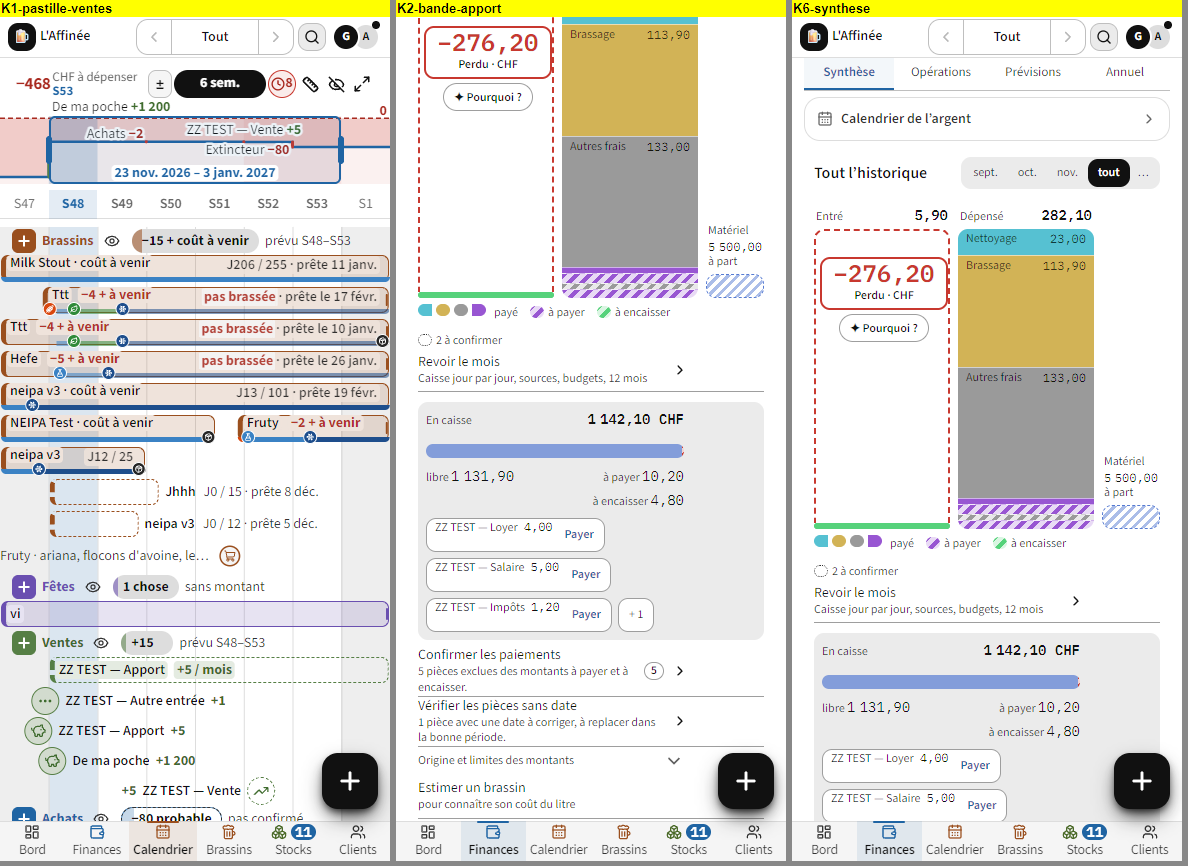 K1-pastille-ventes
L'Affinée
Tout
G
A
−468
CHF à dépenser
S53
±
6 sem.
8
De ma poche +1 200
0
Achats −2
ZZ TEST — Vente +5
Extincteur −80
23 nov. 2026 – 3 janv. 2027
S47 S48 S49 S50 S51 S52 S53 S1
Brassins
−15 + coût à venir
prévu S48–S53
Milk Stout · coût à venir
J206 / 255 · prête 11 janv.
Ttt −4 + à venir
pas brassée · prête le 17 févr.
Ttt −4 + à venir
pas brassée · prête le 10 janv.
Hefe −5 + à venir
pas brassée · prête le 26 janv.
neipa v3 · coût à venir
J13 / 101 · prête 19 févr.
NEIPA Test · coût à venir
Fruty −2 + à venir
neipa v3 J12 / 25
Jhhh J0 / 15 · prête 8 déc.
neipa v3 J0 / 12 · prête 5 déc.
Fruty · ariana, flocons d'avoine, le…
Fêtes
1 chose
sans montant
vi
Ventes
+15
prévu S48–S53
ZZ TEST — Apport +5 / mois
ZZ TEST — Autre entrée +1
ZZ TEST — Apport +5
De ma poche +1 200
+5 ZZ TEST — Vente
Achats
−80 probable
pas confirmé
Bord
Finances
Calendrier
Brassins
11
Stocks
Clients
K2-bande-apport
−276,20
Perdu · CHF
✦ Pourquoi ?
Brassage 113,90
Autres frais 133,00
Matériel
5 500,00
à part
payé
à payer
à encaisser
2 à confirmer
Revoir le mois
Caisse jour par jour, sources, budgets, 12 mois
En caisse
1 142,10 CHF
libre 1 131,90
à payer 10,20
à encaisser 4,80
ZZ TEST — Loyer 4,00
Payer
ZZ TEST — Salaire 5,00
Payer
ZZ TEST — Impôts 1,20
Payer
+ 1
Confirmer les paiements
5 pièces exclues des montants à payer et à
encaisser.
5
Vérifier les pièces sans date
1 pièce avec une date à corriger, à replacer dans
la bonne période.
Origine et limites des montants
Estimer un brassin
pour connaître son coût du litre
Bord
Finances
Calendrier
Brassins
11
Stocks
Clients
K6-synthese
L'Affinée
Tout
G
A
Synthèse
Opérations
Prévisions
Annuel
Calendrier de l’argent
Tout l’historique
sept.
oct.
nov.
tout
…
Entré 5,90
Dépensé 282,10
Nettoyage 23,00
−276,20
Perdu · CHF
✦ Pourquoi ?
Brassage 113,90
Autres frais 133,00
Matériel
5 500,00
à part
payé
à payer
à encaisser
2 à confirmer
Revoir le mois
Caisse jour par jour, sources, budgets, 12 mois
En caisse
1 142,10 CHF
libre 1 131,90
à payer 10,20
à encaisser 4,80
ZZ TEST — Loyer 4,00
Payer
ZZ TEST — Salaire 5,00
Payer
Bord
Finances
Calendrier
Brassins
11
Stocks
Clients